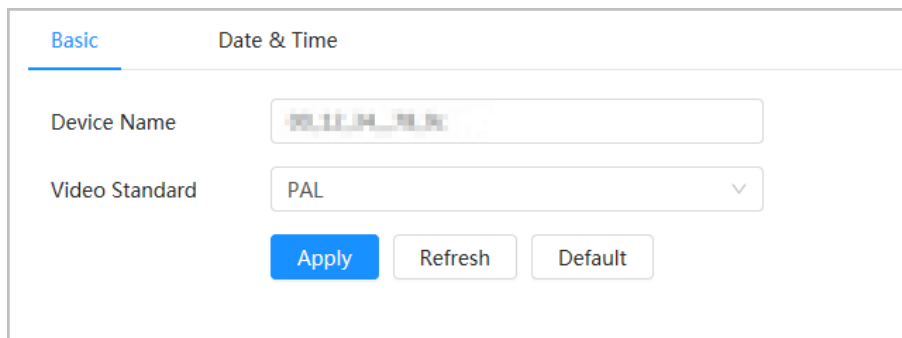 Basic Date & Time
Device Name
Video Standard PAL
Apply Refresh Default